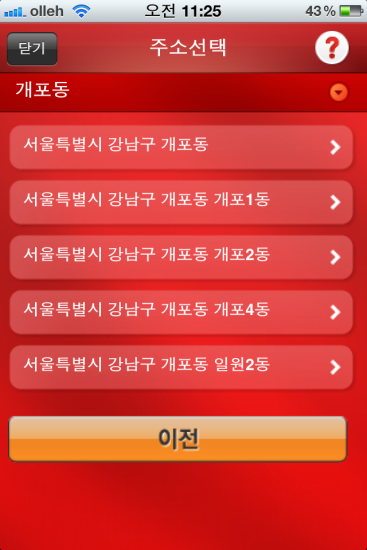 olleh 오전 11:25 43%
닫기 주소선택 ?
개포동
서울특별시 강남구 개포동
서울특별시 강남구 개포동 개포1동
서울특별시 강남구 개포동 개포2동
서울특별시 강남구 개포동 개포4동
서울특별시 강남구 개포동 일원2동
이전